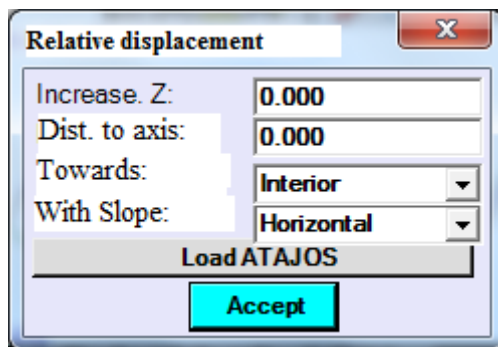 Relative displacement
Increase. Z: 0.000
Dist. to axis: 0.000
Towards: Interior
With Slope: Horizontal
Load ATAJOS
Accept